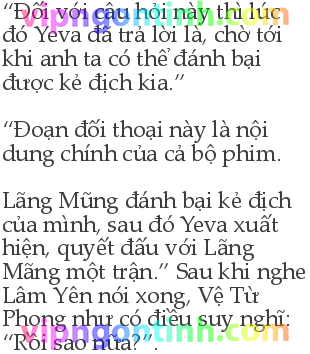 “Đối với câu hỏi này thì lúc
đó Yeva đã trả lời là, chờ tới
khi anh ta có thể đánh bại
được kẻ địch kia.”
“Đoạn đối thoại này là nội
dung chính của cả bộ phim.
Lãng Mũng đánh bại kẻ địch
của mình, sau đó Yeva xuất
hiện, quyết đấu với Lãng
Mãng một trận.” Sau khi nghe
Lâm Yên nói xong, Vệ Từ
Phong như có điều suy nghĩ:
“Rồi sao nữa?”.
vipngontinh.com
vipngontinh.com